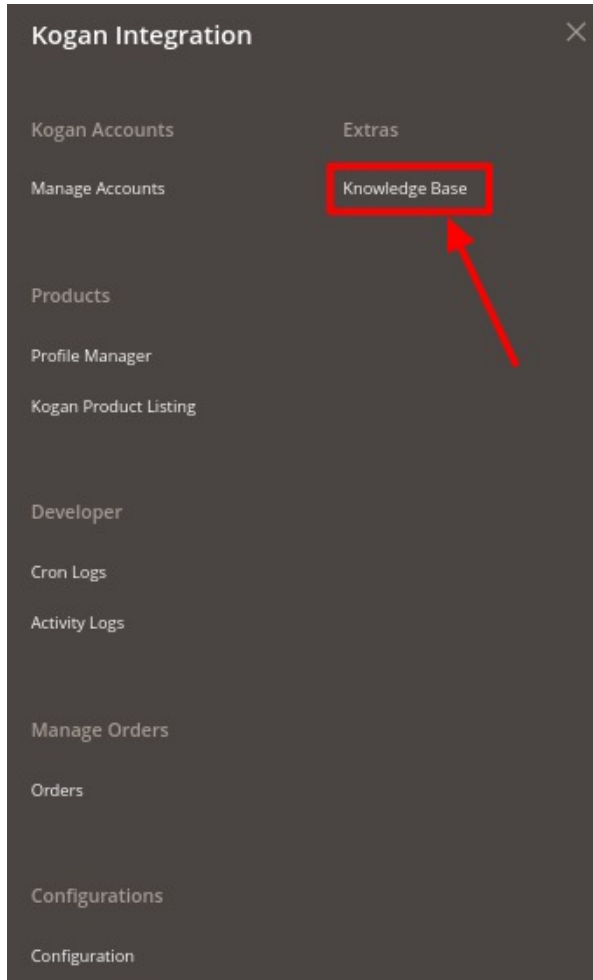 Kogan Integration
Kogan Accounts
Manage Accounts
Extras
Knowledge Base
Products
Profile Manager
Kogan Product Listing
Developer
Cron Logs
Activity Logs
Manage Orders
Orders
Configurations
Configuration